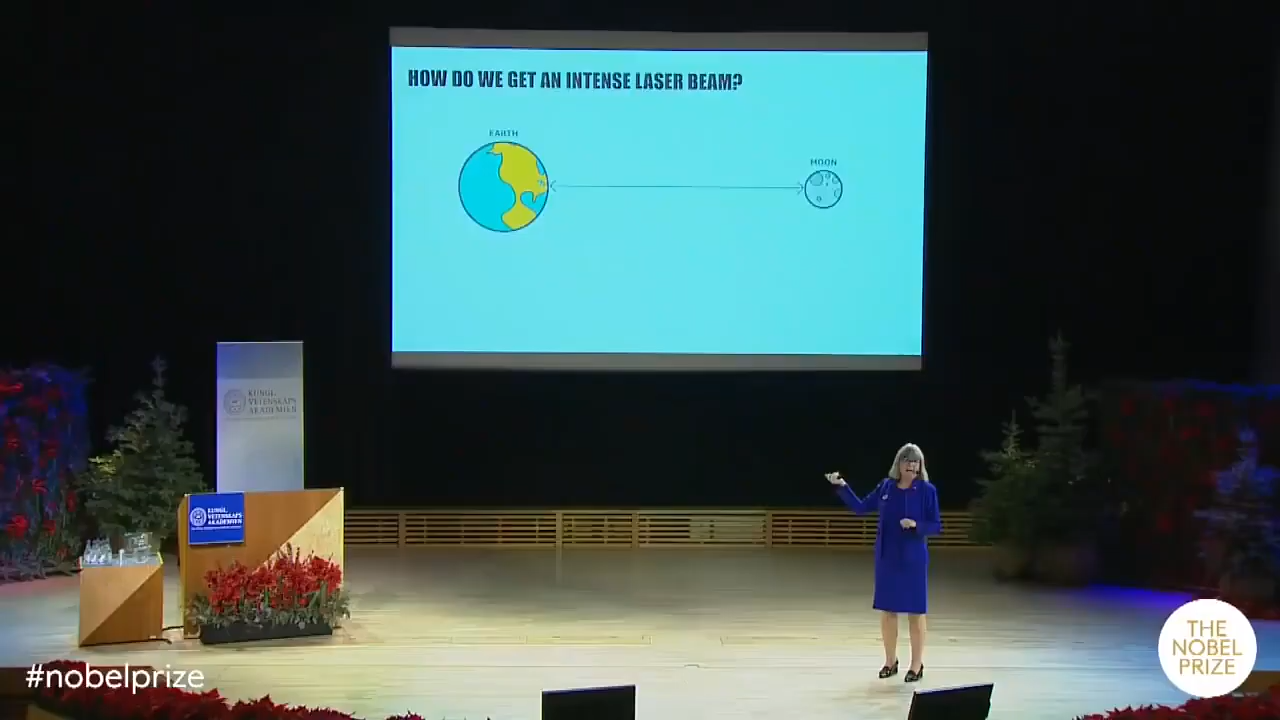 HOW DO WE GET AN INTENSE LASER BEAM?
EARTH
MOON
KUNGL.
VETENSKAPS
AKADEMIEN
KUNGL.
VETENSKAPS
AKADEMIEN
#nobelprize
THE
NOBEL
PRIZE